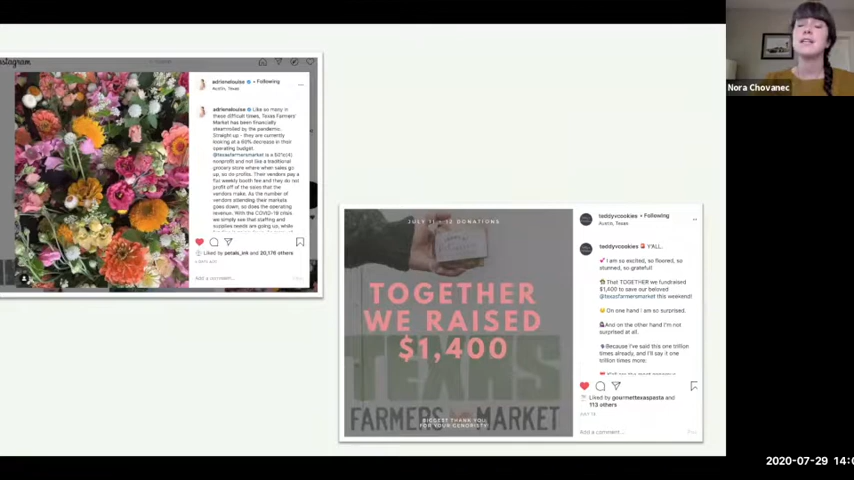 stagram
adrienelouise • Following
Austin, Texas
adrienelouise Like so many in
these difficult times, Texas Farmers'
Market has been financially
steamrolled by the pandemic.
Straight up - they are currently
looking at a 60% decrease in their
operating budget.
@texasfarmersmarket is a
nonprofit and not like a traditional
grocery store where when sales go
up, so do profits. Their vendors pay a
flat weekly booth fee and they do not
profit off of the sales that the
vendors make. As the number of
vendors attending their markets
goes down, so does the operating
revenue. With the COVID-19 crisis
we simply see that staffing and
supplies needs are going up, while
Liked by petals_ink and 20,176 others
Add a comment...
Nora Chovanec
JULY 11 - 12 DONATIONS
TOGETHER
WE RAISED
$1,400
TEXAS
FARMERS MARKET
BIGGEST THANK YOU
teddyvcookies • Following
Austin, Texas
teddyvcookies 🚨 Y'ALL.
💕 I am so excited, so floored, so
stunned, so grateful!
That TOGETHER we fundraised
$1,400 to save our beloved
@texasfarmersmarket this weekend!
On one hand I am so surprised.
And on the other hand I'm not
surprised at all.
Because I've said this one trillion
times already, and I'll say it one
trillion times more:
Liked by gourmettexaspasta and
113 others
Add a comment...
2020-07-29 14:0